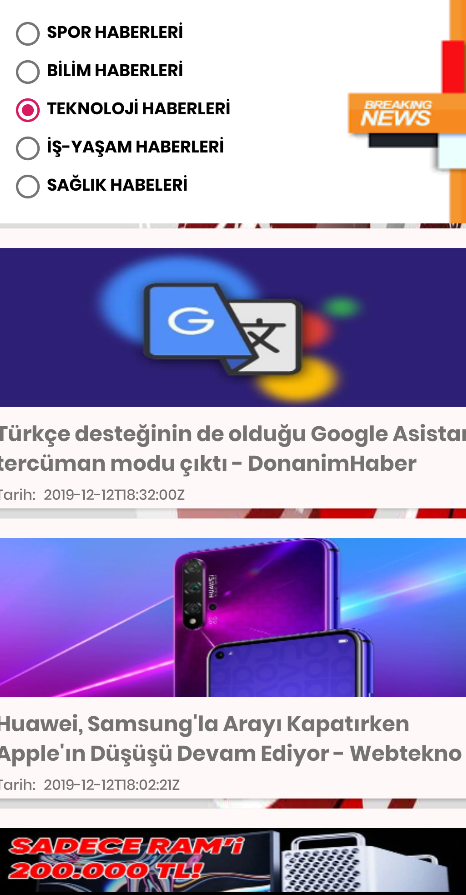 SPOR HABERLERİ
BİLİM HABERLERİ
TEKNOLOJİ HABERLERİ
İŞ-YAŞAM HABERLERİ
SAĞLIK HABELERİ
BREAKING
NEWS
G 文
Türkçe desteğinin de olduğu Google Asistan
tercüman modu çıktı - DonanimHaber
Tarih: 2019-12-12T18:32:00Z
HUAWEI
Huawei, Samsung'la Arayı Kapatırken
Apple'ın Düşüşü Devam Ediyor - Webtekno
Tarih: 2019-12-12T18:02:21Z
SADECE RAM'i
200.000 TL!